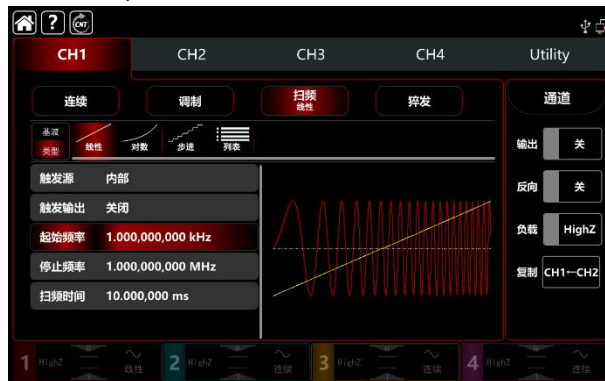 ? CNT
CH1 CH2 CH3 CH4 Utility
连续 调制 扫频 猝发 通道
线性
基波
类型 线性 对数 步进 列表
输出 关
触发源 内部
反向 关
触发输出 关闭
起始频率 1.000,000,000 kHz
负载 HighZ
停止频率 1.000,000,000 MHz
复制 CH1←CH2
扫频时间 10.000,000 ms
1 HighZ 线性 2 HighZ 连续 3 HighZ 连续 4 HighZ 连续